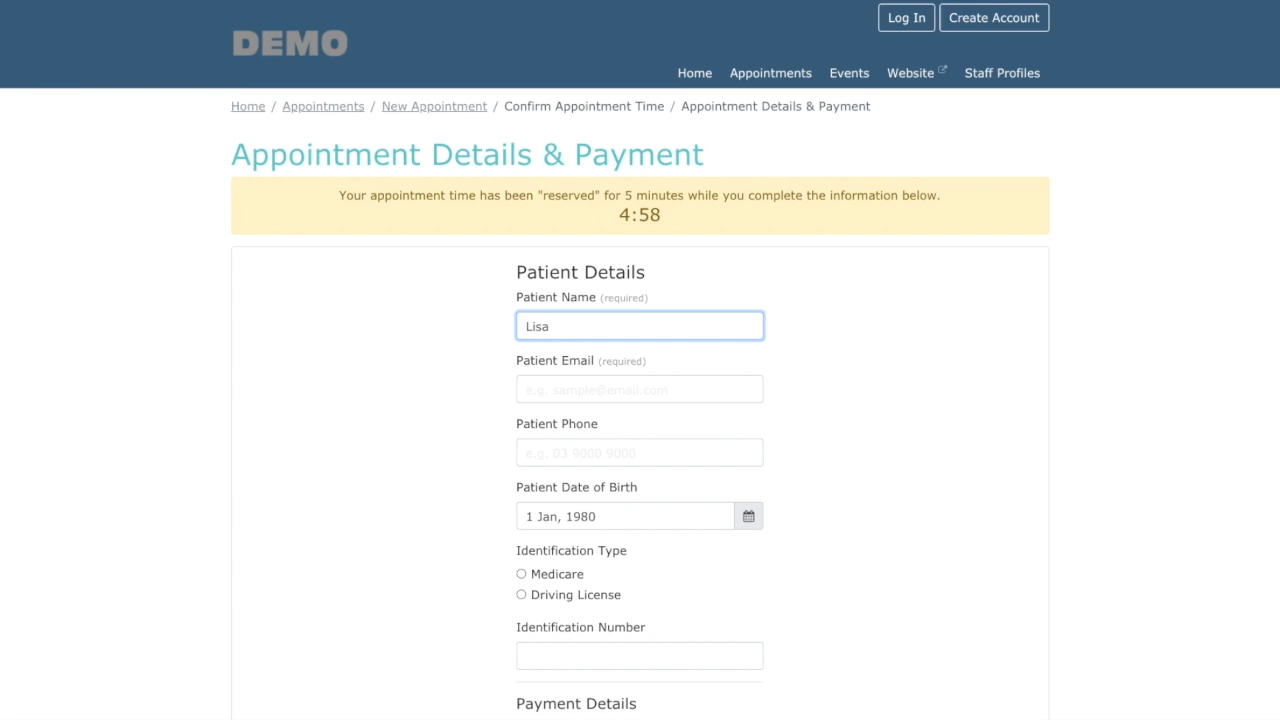 Log In Create Account
DEMO
Home Appointments Events Website Staff Profiles
Home / Appointments / New Appointment / Confirm Appointment Time / Appointment Details & Payment
Appointment Details & Payment
Your appointment time has been "reserved" for 5 minutes while you complete the information below.
4:58
Patient Details
Patient Name (required)
Lisa
Patient Email (required)
e.g. sample@email.com
Patient Phone
e.g. 03 9000 9000
Patient Date of Birth
1 Jan, 1980
Identification Type
Medicare
Driving License
Identification Number
Payment Details